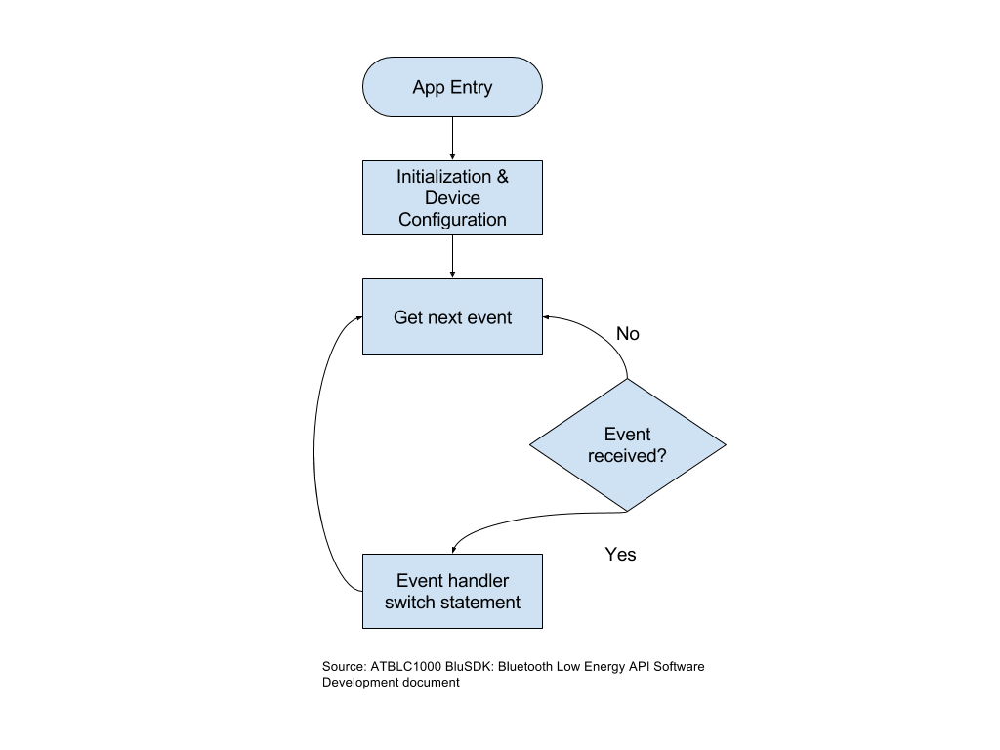 App Entry
Initialization &
Device
Configuration
Get next event
No
Event
received?
Yes
Event handler
switch statement
Source: ATBLC1000 BluSDK: Bluetooth Low Energy API Software
Development document